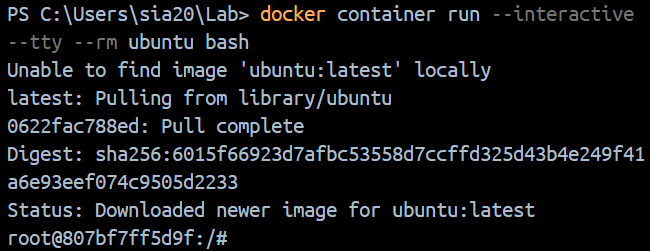 PS C:\Users\sia20\Lab> docker container run --interactive
--tty --rm ubuntu bash
Unable to find image 'ubuntu:latest' locally
latest: Pulling from library/ubuntu
0622fac788ed: Pull complete
Digest: sha256:6015f66923d7afbc53558d7ccffd325d43b4e249f41
a6e93eef074c9505d2233
Status: Downloaded newer image for ubuntu:latest
root@807bf7ff5d9f:/#